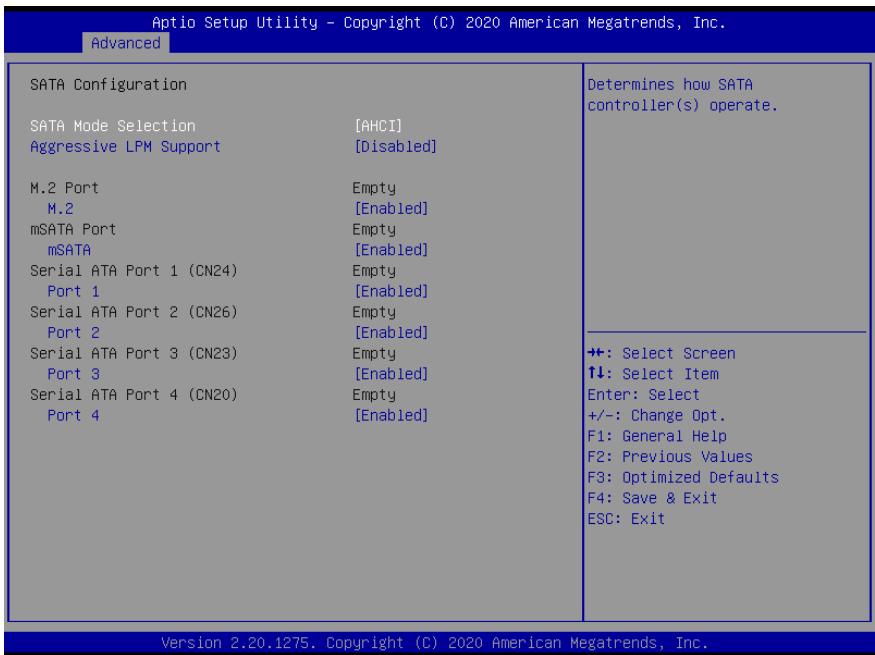 Aptio Setup Utility – Copyright (C) 2020 American Megatrends, Inc.
Advanced
SATA Configuration
SATA Mode Selection [AHCI]
Aggressive LPM Support [Disabled]
M.2 Port Empty
M.2 [Enabled]
mSATA Port Empty
mSATA [Enabled]
Serial ATA Port 1 (CN24) Empty
Port 1 [Enabled]
Serial ATA Port 2 (CN26) Empty
Port 2 [Enabled]
Serial ATA Port 3 (CN23) Empty
Port 3 [Enabled]
Serial ATA Port 4 (CN20) Empty
Port 4 [Enabled]
Determines how SATA
controller(s) operate.
→←: Select Screen
↑↓: Select Item
Enter: Select
+/-: Change Opt.
F1: General Help
F2: Previous Values
F3: Optimized Defaults
F4: Save & Exit
ESC: Exit
Version 2.20.1275. Copyright (C) 2020 American Megatrends, Inc.